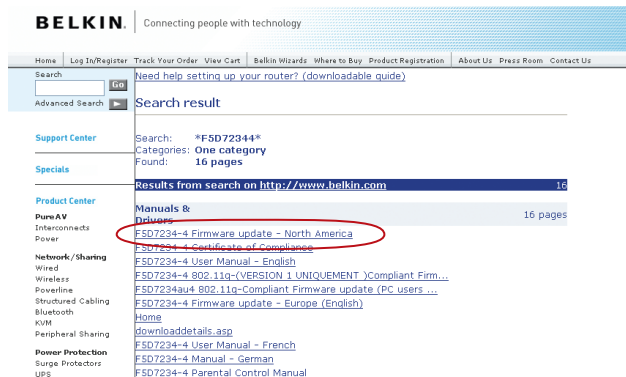 BELKIN.
Connecting people with technology
Home Log In/Register Track Your Order View Cart Belkin Wizards Where to Buy Product Registration About Us Press Room Contact Us
Search
Go
Advanced Search
Support Center
Specials
Product Center
PureAV
Interconnects
Power
Network/Sharing
Wired
Wireless
Powerline
Structured Cabling
Bluetooth
KVM
Peripheral Sharing
Power Protection
Surge Protectors
UPS
Need help setting up your router? (downloadable guide)
Search result
Search: *F5D72344*
Categories: One category
Found: 16 pages
Results from search on http://www.belkin.com 16
Manuals &
Drivers
16 pages
F5D7234-4 Firmware update - North America
F5D7234-4 Certificate of Compliance
F5D7234-4 User Manual - English
F5D7234-4 802.11g-(VERSION 1 UNIQUEMENT )Compliant Firm...
F5D7234au4 802.11g-Compliant Firmware update (PC users ...
F5D7234-4 Firmware update - Europe (English)
Home
downloaddetails.asp
F5D7234-4 User Manual - French
F5D7234-4 Manual - German
F5D7234-4 Parental Control Manual